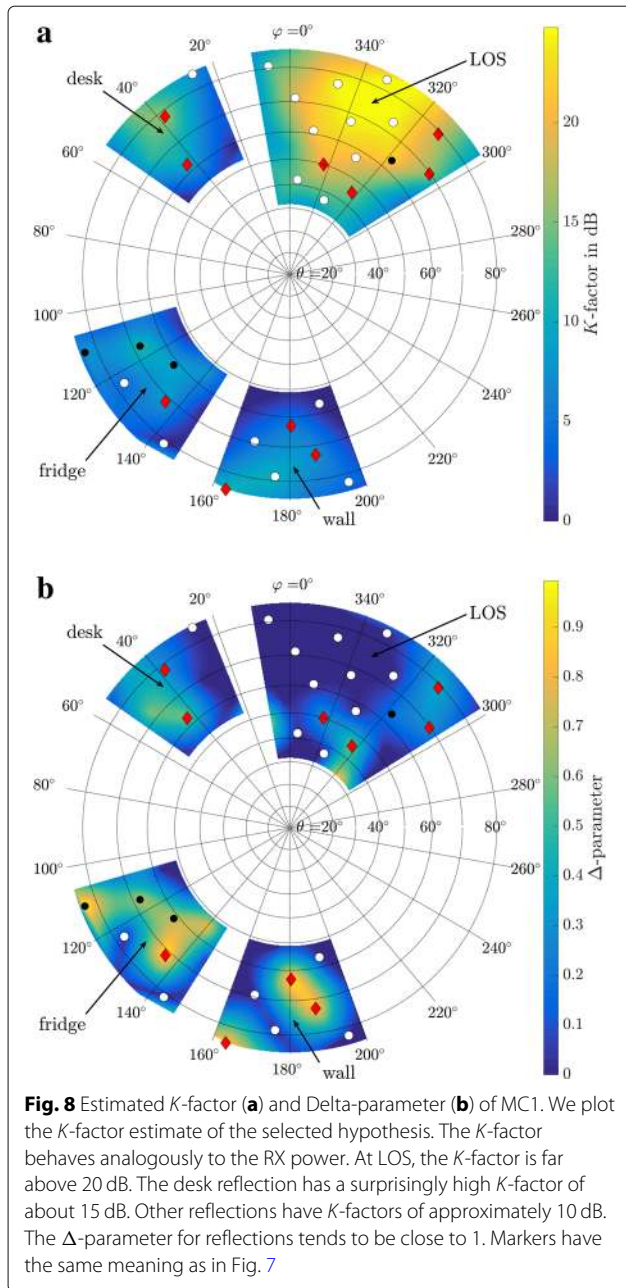 a
φ =0°
20°
340°
LOS
desk
40°
320°
20
60°
300°
80°
280°
15
θ =20°
40°
60°
80°
K-factor in dB
100°
260°
10
120°
240°
5
fridge
140°
220°
160°
200°
wall
180°
0
b
φ =0°
20°
340°
LOS
0.9
desk
40°
320°
0.8
60°
300°
0.7
80°
280°
0.6
θ =20°
40°
60°
80°
0.5
Δ-parameter
100°
260°
0.4
0.3
120°
240°
0.2
fridge
140°
220°
0.1
160°
200°
wall
180°
0
Fig. 8 Estimated K-factor (a) and Delta-parameter (b) of MC1. We plot
the K-factor estimate of the selected hypothesis. The K-factor
behaves analogously to the RX power. At LOS, the K-factor is far
above 20 dB. The desk reflection has a surprisingly high K-factor of
about 15 dB. Other reflections have K-factors of approximately 10 dB.
The Δ-parameter for reflections tends to be close to 1. Markers have
the same meaning as in Fig. 7